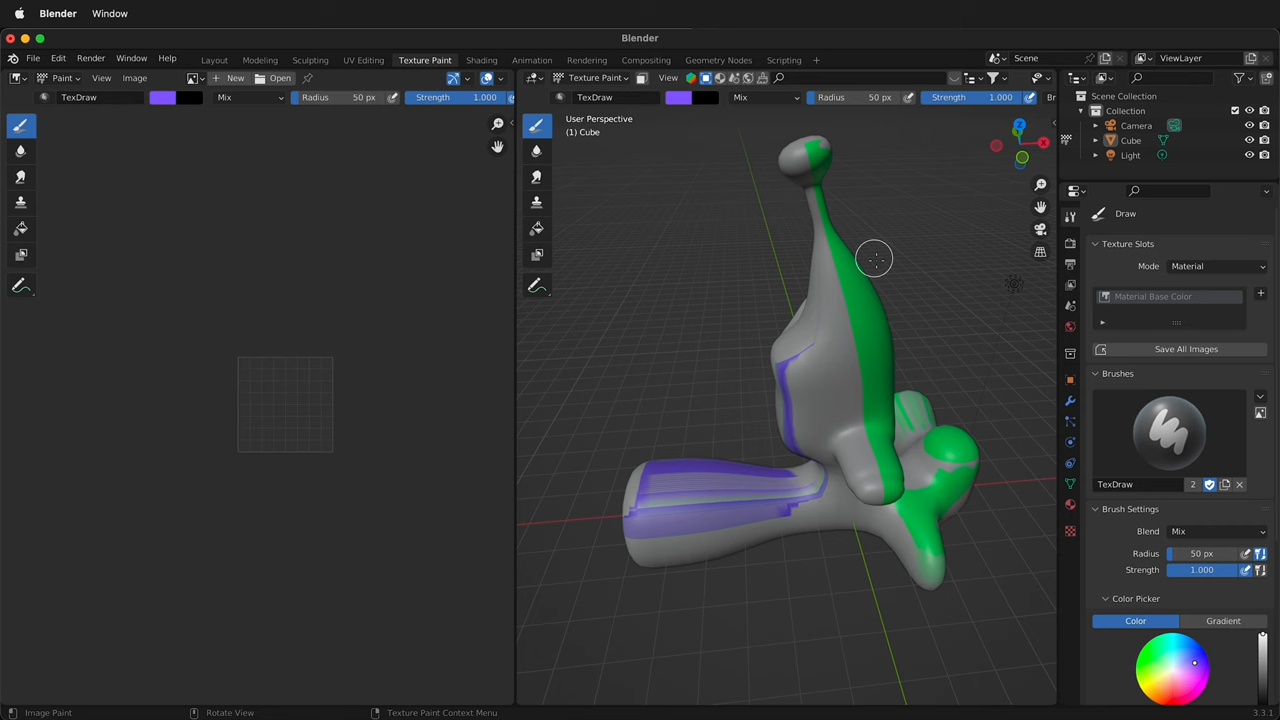 Blender Window
Blender
File Edit Render Window Help Layout Modeling Sculpting UV Editing Texture Paint Shading Animation Rendering Compositing Geometry Nodes Scripting + Scene ViewLayer
Paint View Image New Open Texture Paint View
TexDraw Mix Radius 50 px Strength 1.000 TexDraw Mix Radius 50 px Strength 1.000 Br
User Perspective
(1) Cube
Z
X
Scene Collection
Collection
Camera
Cube
Light
Draw
Texture Slots
Mode Material
Material Base Color
Save All Images
Brushes
TexDraw 2
Brush Settings
Blend Mix
Radius 50 px
Strength 1.000
Color Picker
Color Gradient
Image Paint Rotate View Texture Paint Context Menu 3.3.1